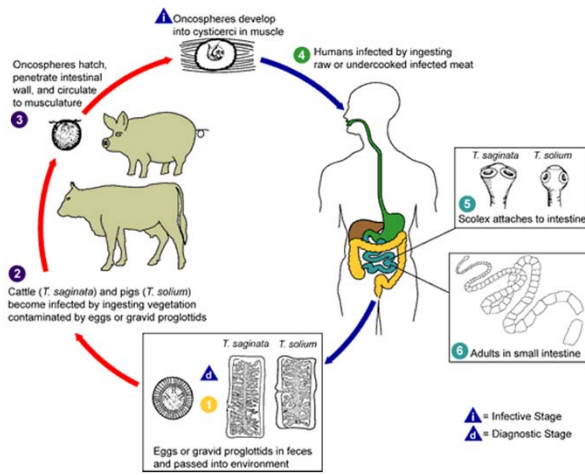 i
Oncospheres develop
into cysticerci in muscle
Oncospheres hatch,
penetrate intestinal
wall, and circulate
to musculature
3
4
Humans infected by ingesting
raw or undercooked infected meat
T. saginata T. solium
5
Scolex attaches to intestine
2
Cattle (T. saginata) and pigs (T. solium)
become infected by ingesting vegetation
contaminated by eggs or gravid proglottids
6 Adults in small intestine
T. saginata T. solium
d
1
Eggs or gravid proglottids in feces
and passed into environment
i = Infective Stage
d = Diagnostic Stage